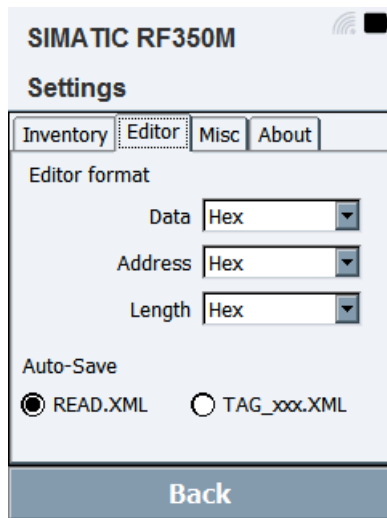 SIMATIC RF350M
Settings
Inventory Editor Misc About
Editor format
Data Hex
Address Hex
Length Hex
Auto-Save
READ.XML TAG_xxx.XML
Back